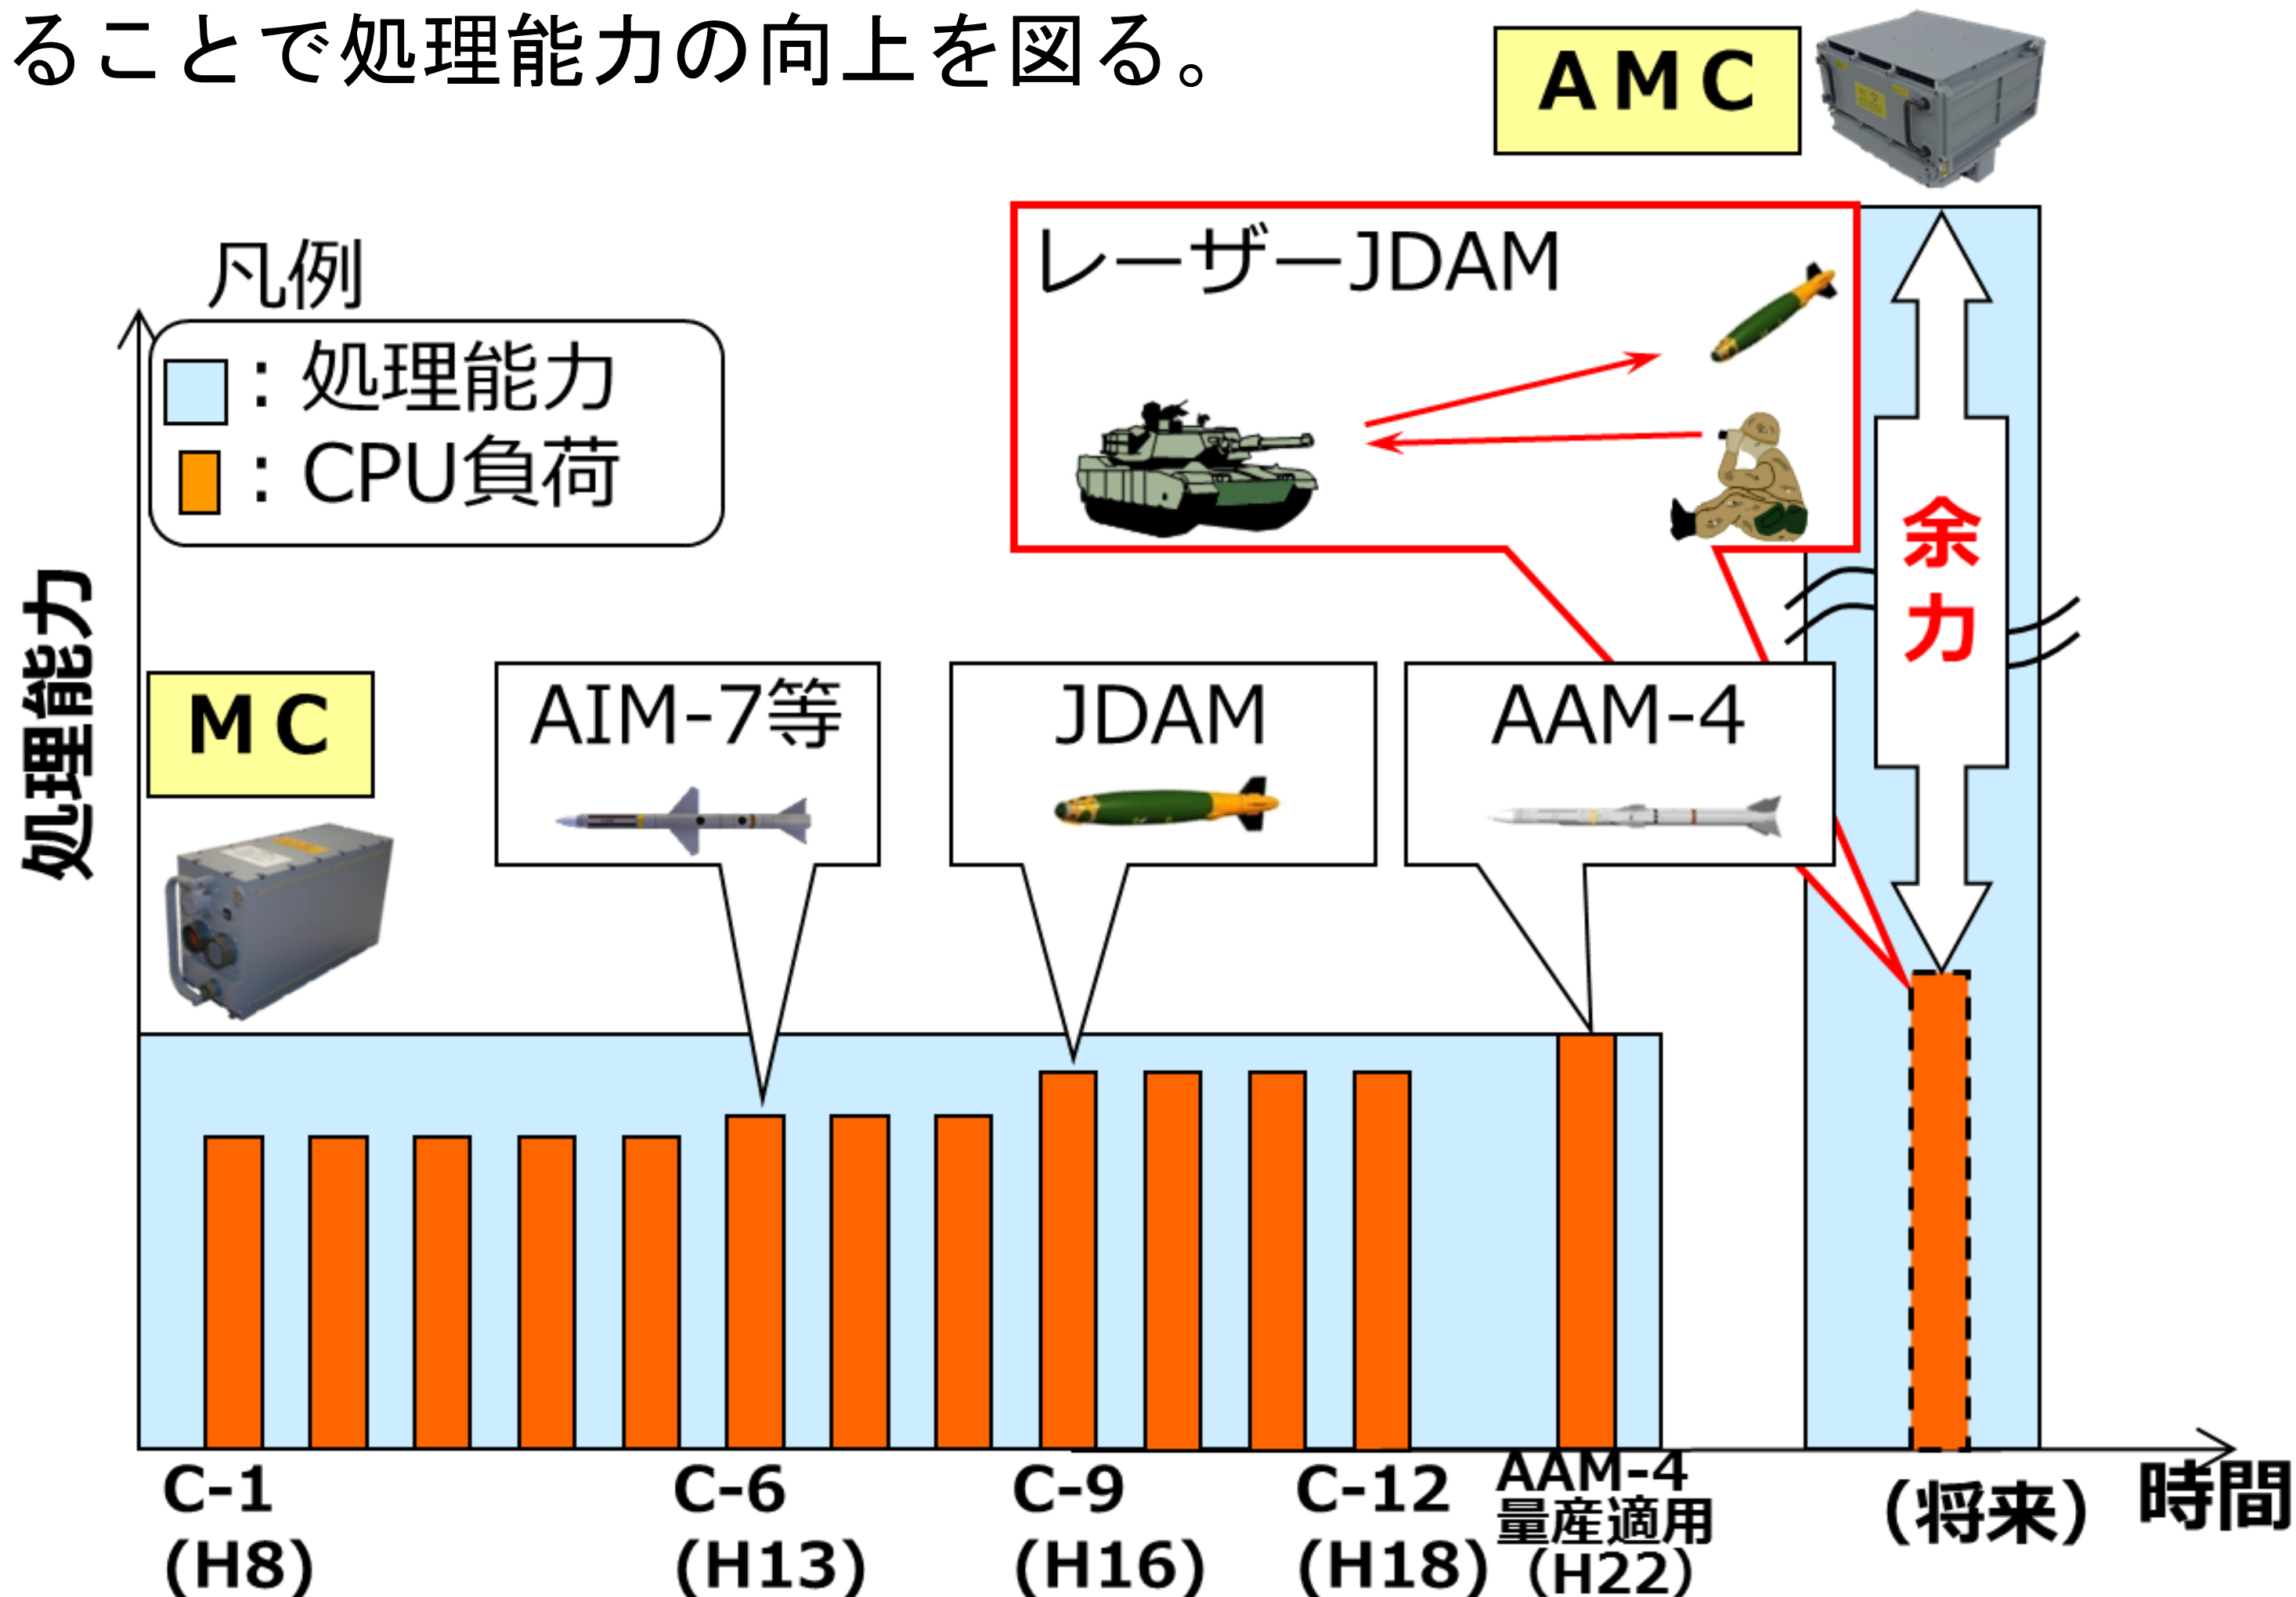 ることで処理能力の向上を図る。
AMC
凡例
：処理能力
：CPU負荷
レーザーJDAM
余力
処理能力
MC
AIM-7等
JDAM
AAM-4
C-1
(H8)
C-6
(H13)
C-9
(H16)
C-12
(H18)
AAM-4
量産適用
(H22)
(将来)
時間